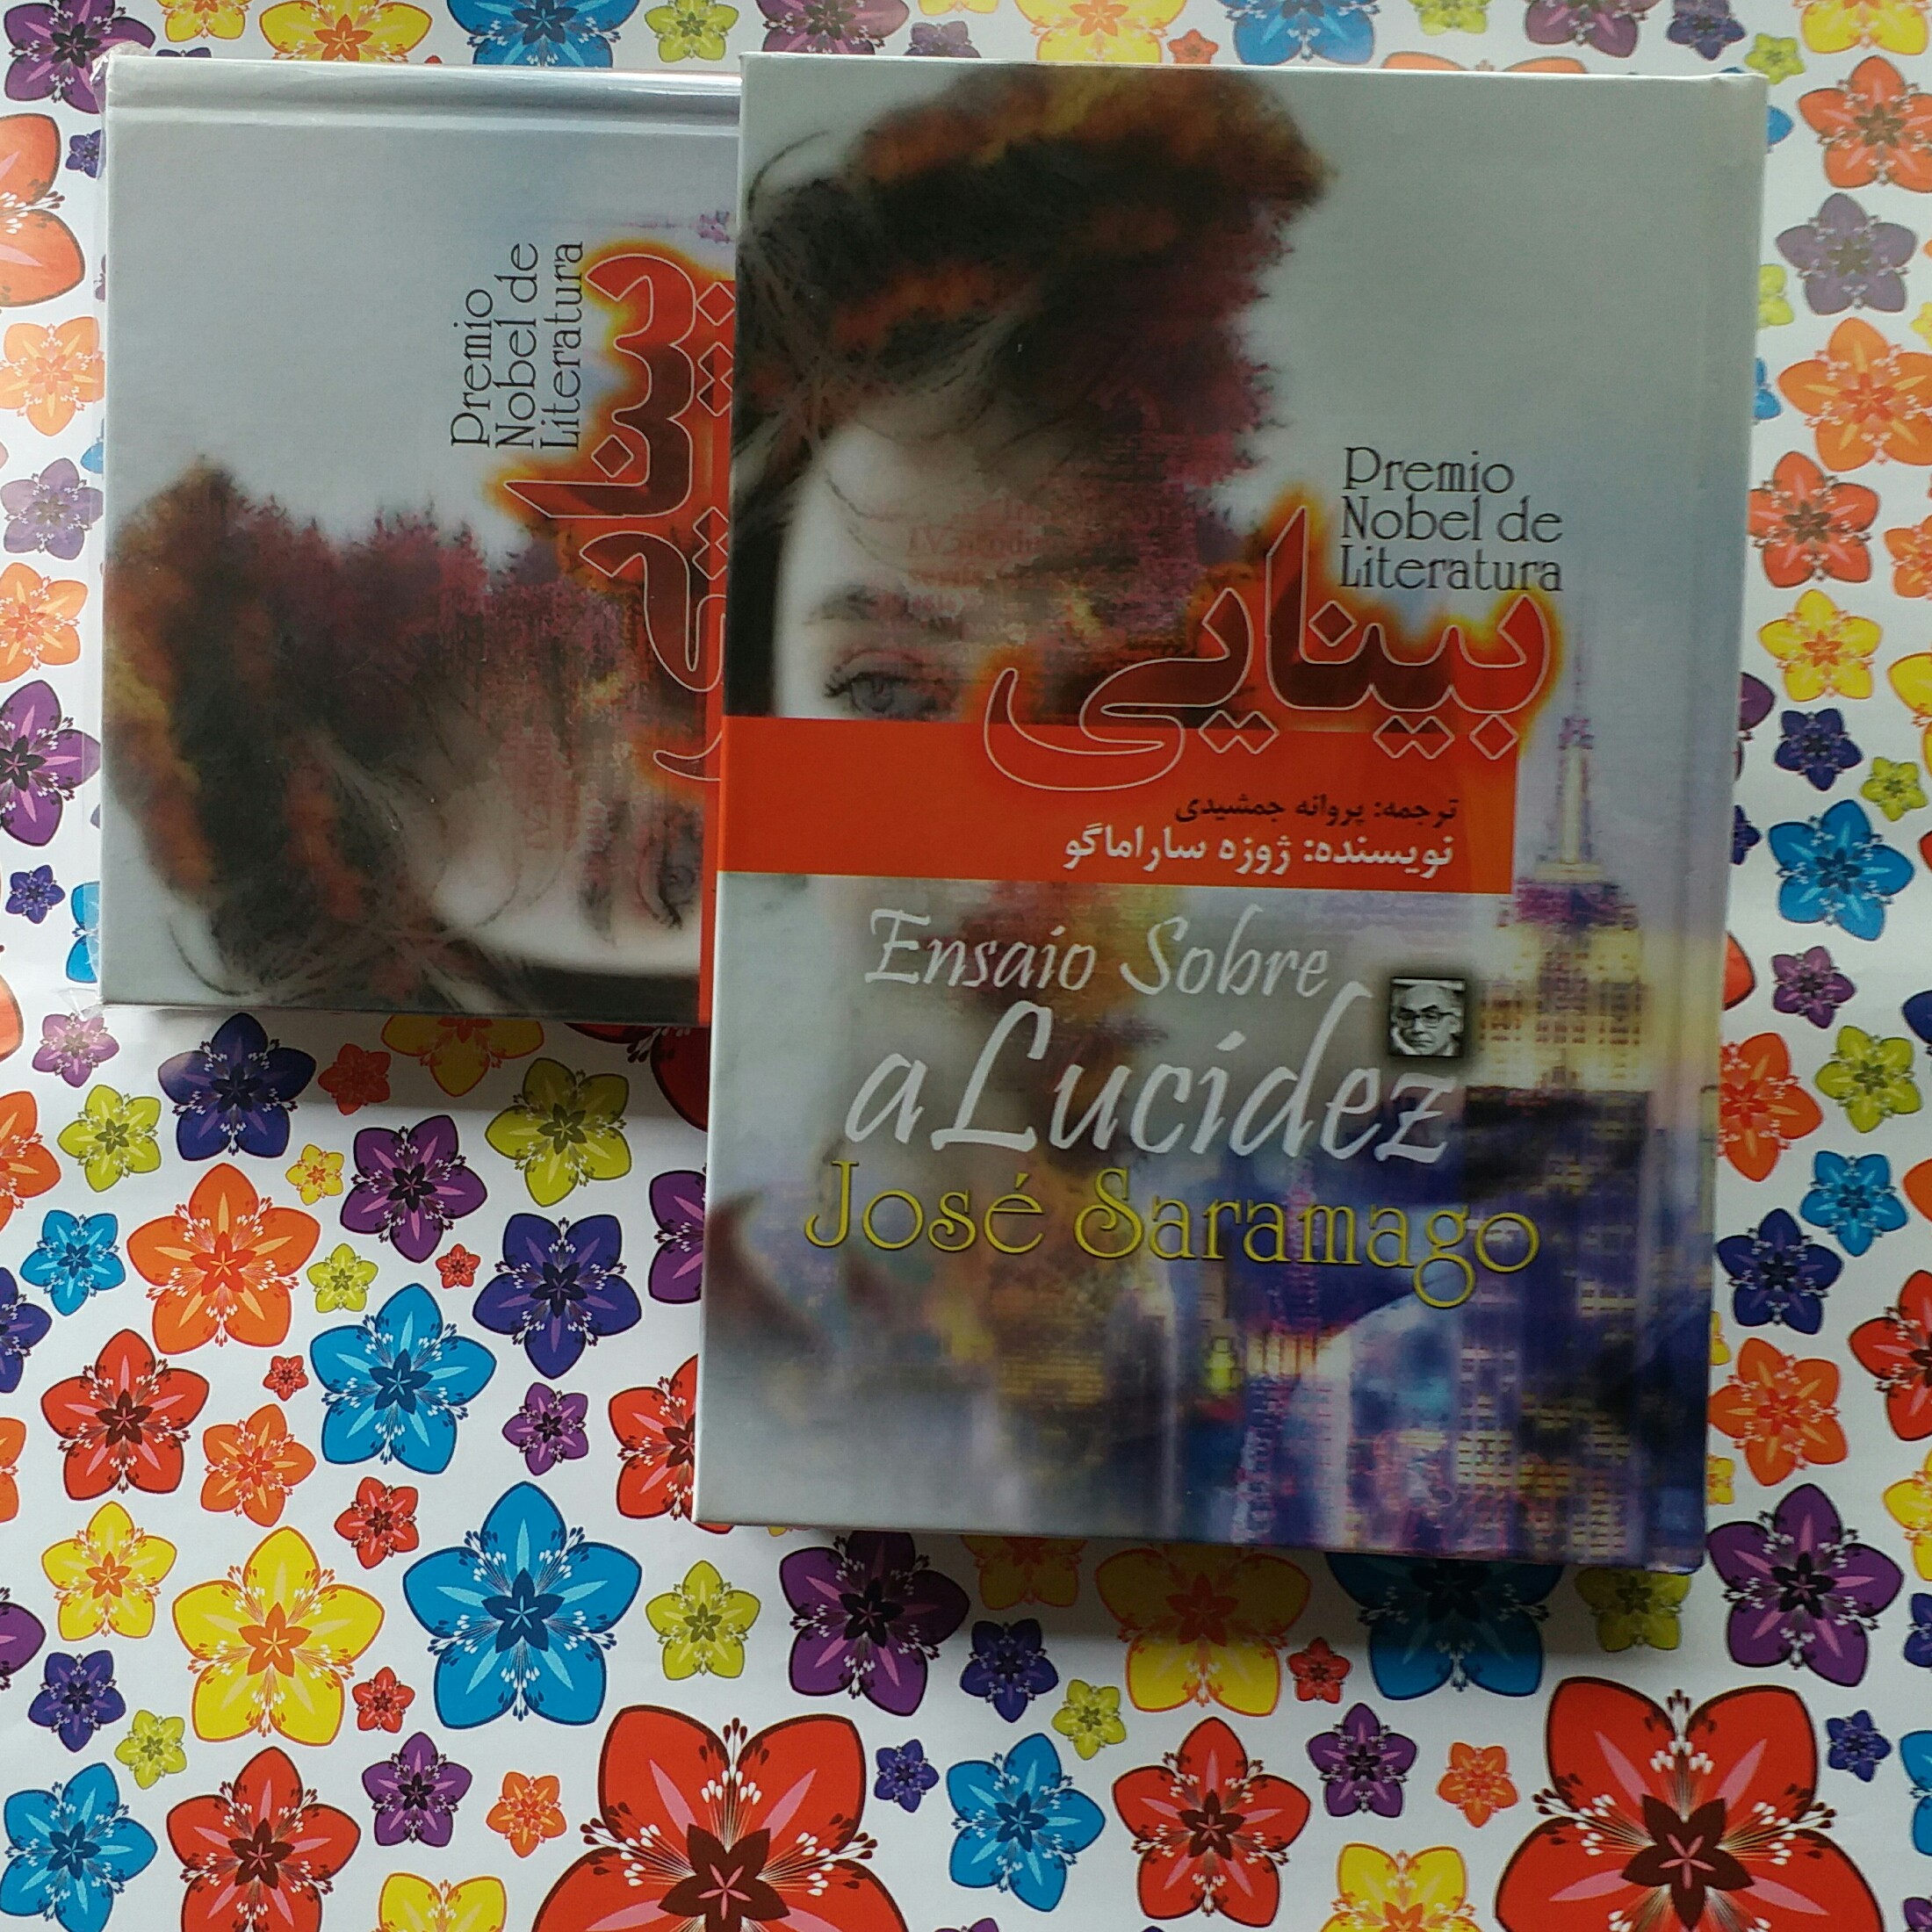 Premio
Nobel de
Literatura
بینایی
Premio
Nobel de
Literatura
بینایی
ترجمه: پروانه جمشیدی
نویسنده: ژوزه ساراماگو
Ensaio Sobre
a Lucidez
José Saramago